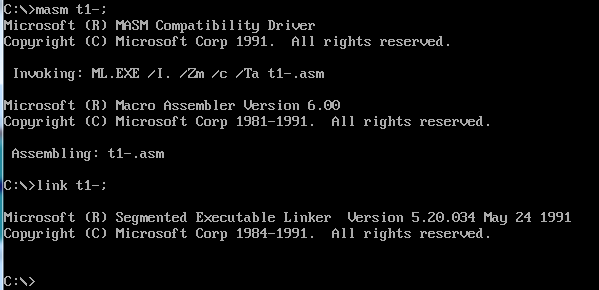 C:\>masm t1-;
Microsoft (R) MASM Compatibility Driver
Copyright (C) Microsoft Corp 1991.  All rights reserved.
 Invoking: ML.EXE /I. /Zm /c /Ta t1-.asm
Microsoft (R) Macro Assembler Version 6.00
Copyright (C) Microsoft Corp 1981-1991.  All rights reserved.
 Assembling: t1-.asm
C:\>link t1-;
Microsoft (R) Segmented Executable Linker  Version 5.20.034 May 24 1991
Copyright (C) Microsoft Corp 1984-1991.  All rights reserved.
C:\>